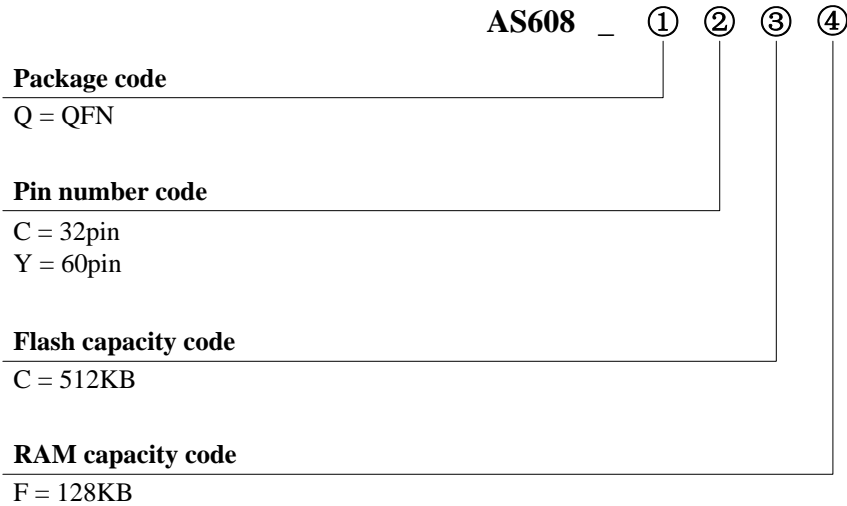 AS608 _ ① ② ③ ④
Package code
Q = QFN
Pin number code
C = 32pin
Y = 60pin
Flash capacity code
C = 512KB
RAM capacity code
F = 128KB